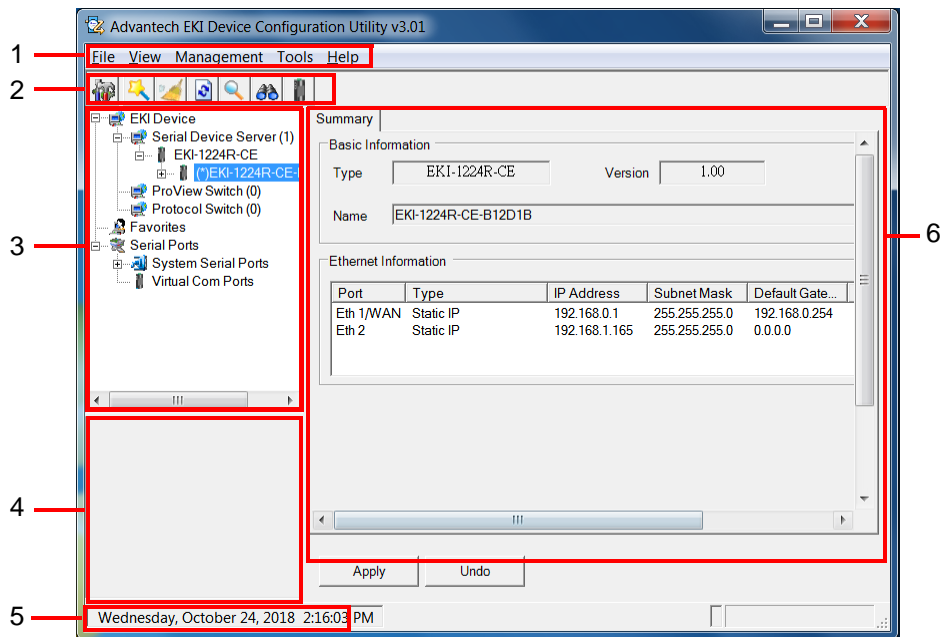 Advantech EKI Device Configuration Utility v3.01
1
File View Management Tools Help
2
3
EKI Device
Serial Device Server (1)
EKI-1224R-CE
(*)EKI-1224R-CE-
ProView Switch (0)
Protocol Switch (0)
Favorites
Serial Ports
System Serial Ports
Virtual Com Ports
4
5
Wednesday, October 24, 2018 2:16:03 PM
6
Summary
Basic Information
Type EKI-1224R-CE Version 1.00
Name EKI-1224R-CE-B12D1B
Ethernet Information
Port Type IP Address Subnet Mask Default Gate...
Eth 1/WAN Static IP 192.168.0.1 255.255.255.0 192.168.0.254
Eth 2 Static IP 192.168.1.165 255.255.255.0 0.0.0.0
Apply Undo